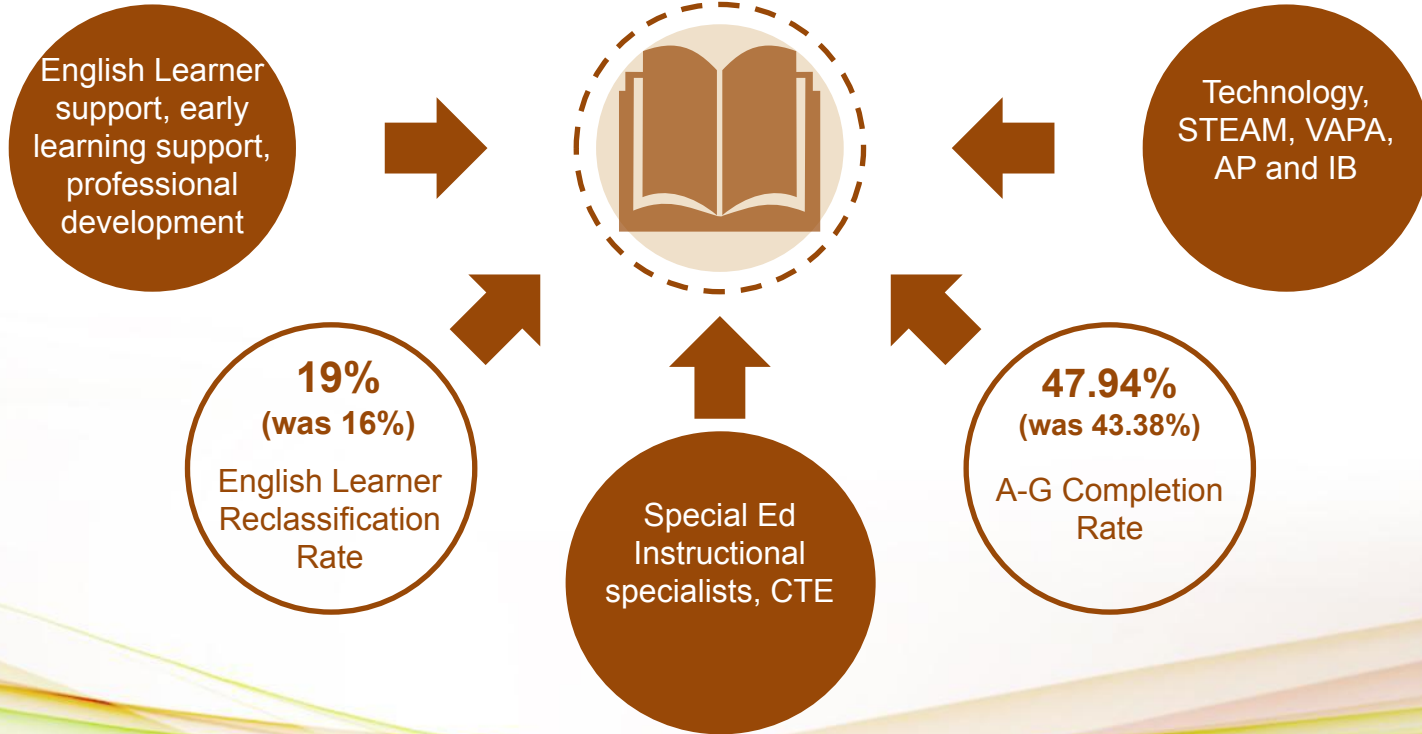 English Learner
support, early
learning support,
professional
development
Technology,
STEAM, VAPA,
AP and IB
19%
(was 16%)
English Learner
Reclassification
Rate
Special Ed
Instructional
specialists, CTE
47.94%
(was 43.38%)
A-G Completion
Rate